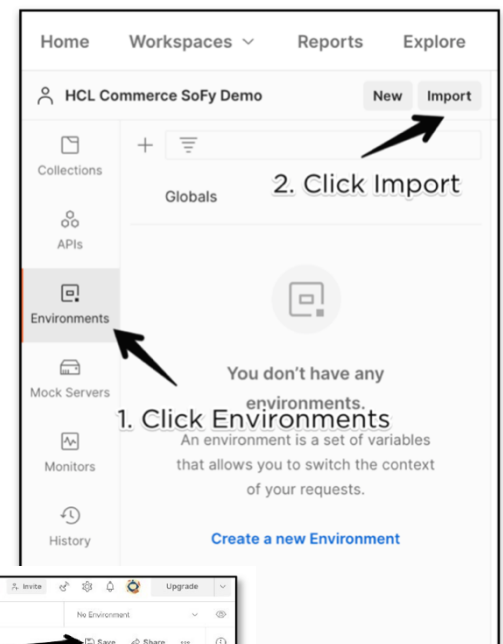 Home Workspaces Reports Explore
HCL Commerce SoFy Demo New Import
Collections
2. Click Import
Globals
APIs
Environments
You don't have any
environments.
Mock Servers
1. Click Environments
An environment is a set of variables
that allows you to switch the context
of your requests.
Monitors
History
Create a new Environment
Invite Upgrade
No Environment
Save Share